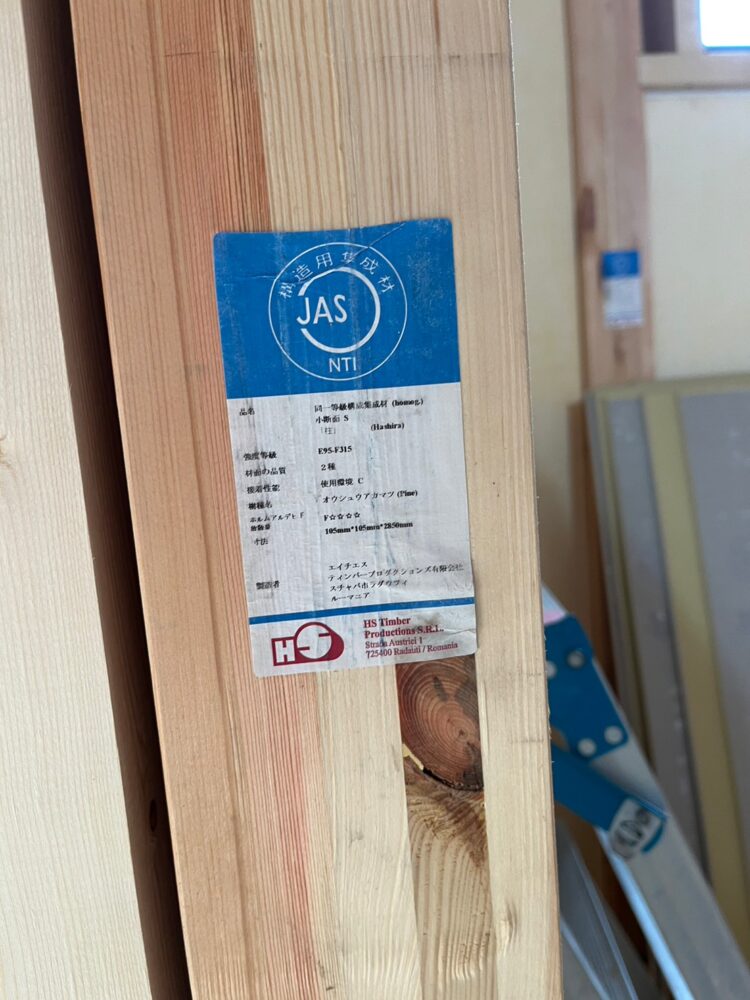 構造用集成材
JAS
NTI
品名 同一等級構成集成材 (homog.)
小断面 S
「柱」 (Hashira)
強度等級 E95-F315
材面の品質 2種
接着性能 使用環境 C
樹種名 オウシュウアカマツ (Pine)
ホルムアルデヒド F☆☆☆☆
放散量
寸法 105mm*105mm*2850mm
製造者 エイチエス
ティンバープロダクションズ有限会社
ルーマニア
HS
HS Timber
Productions S.R.L.
Strada Austriei 1
725400 Radauti / Romania